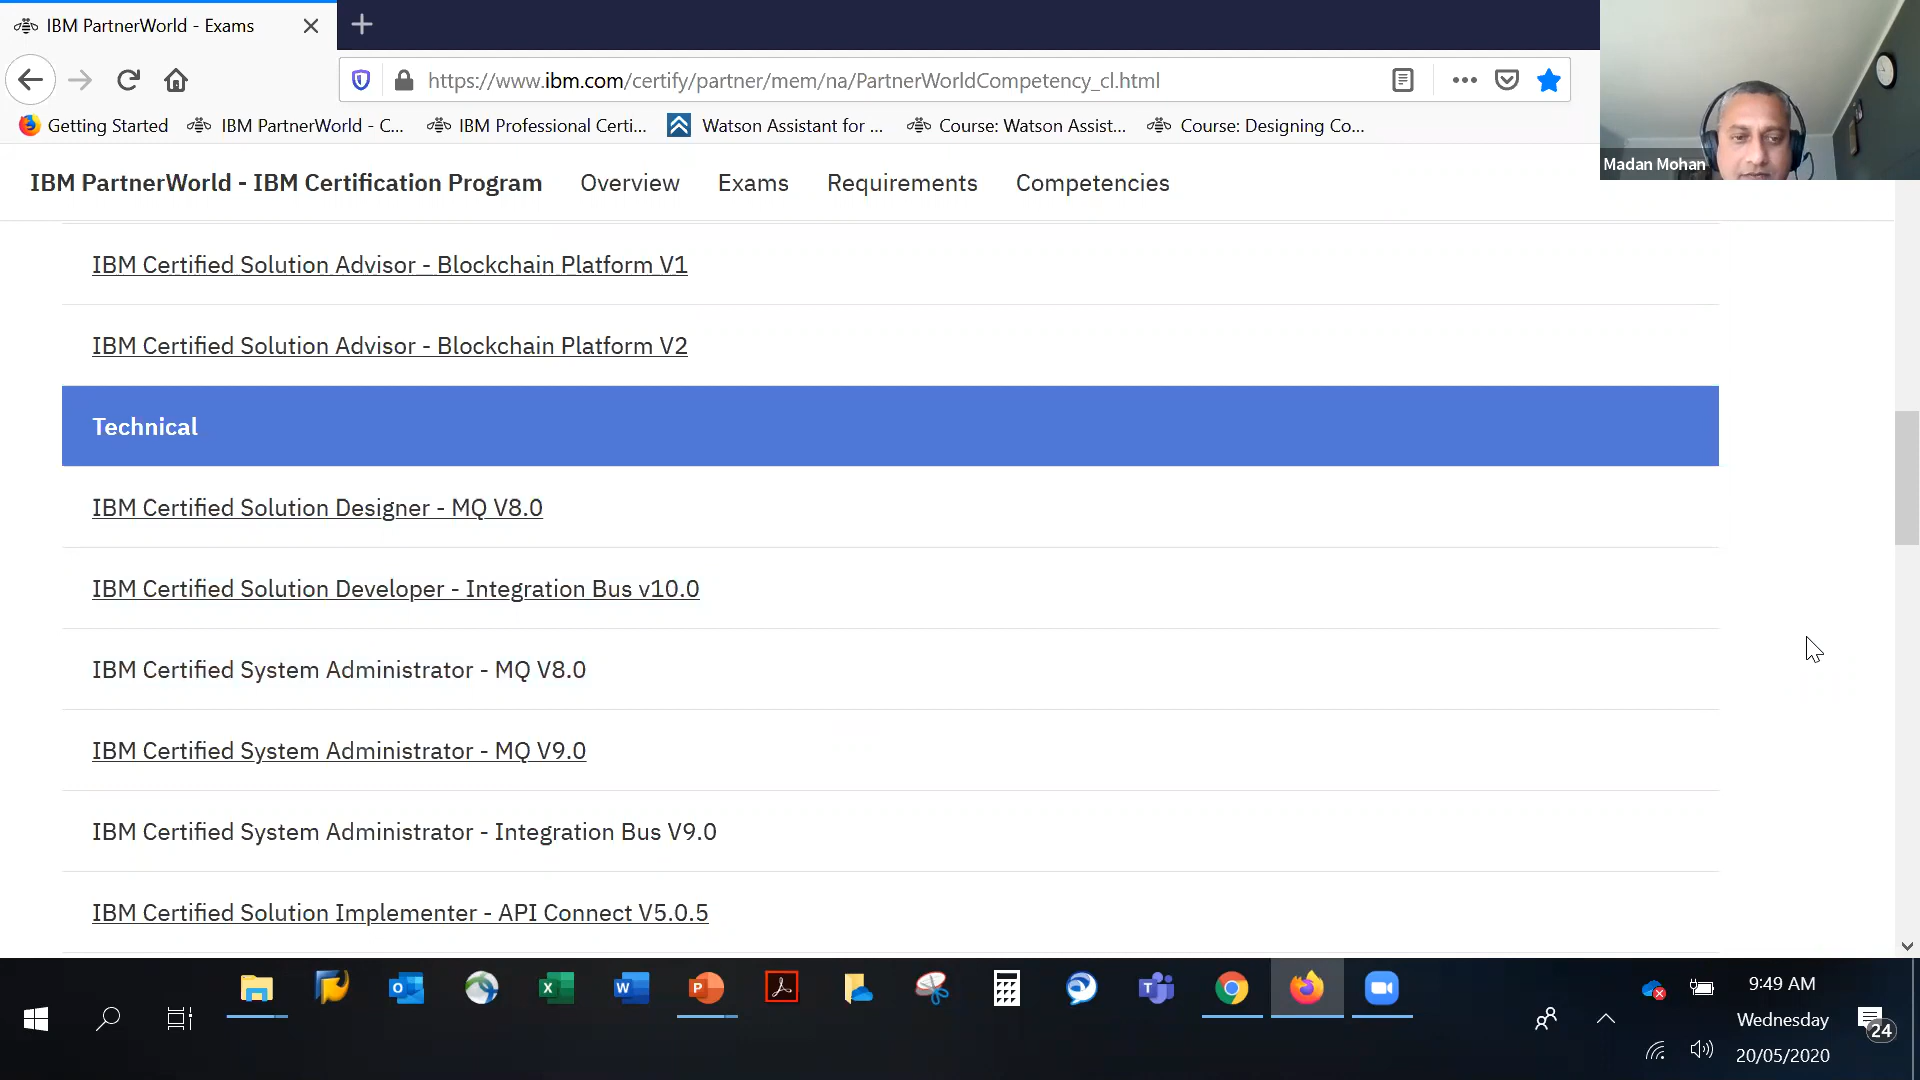 IBM PartnerWorld - Exams
https://www.ibm.com/certify/partner/mem/na/PartnerWorldCompetency_cl.html
Getting Started IBM PartnerWorld - C... IBM Professional Certi... Watson Assistant for ... Course: Watson Assist... Course: Designing Co...
Madan Mohan
IBM PartnerWorld - IBM Certification Program Overview Exams Requirements Competencies
IBM Certified Solution Advisor - Blockchain Platform V1
IBM Certified Solution Advisor - Blockchain Platform V2
Technical
IBM Certified Solution Designer - MQ V8.0
IBM Certified Solution Developer - Integration Bus v10.0
IBM Certified System Administrator - MQ V8.0
IBM Certified System Administrator - MQ V9.0
IBM Certified System Administrator - Integration Bus V9.0
IBM Certified Solution Implementer - API Connect V5.0.5
9:49 AM
Wednesday
20/05/2020
24